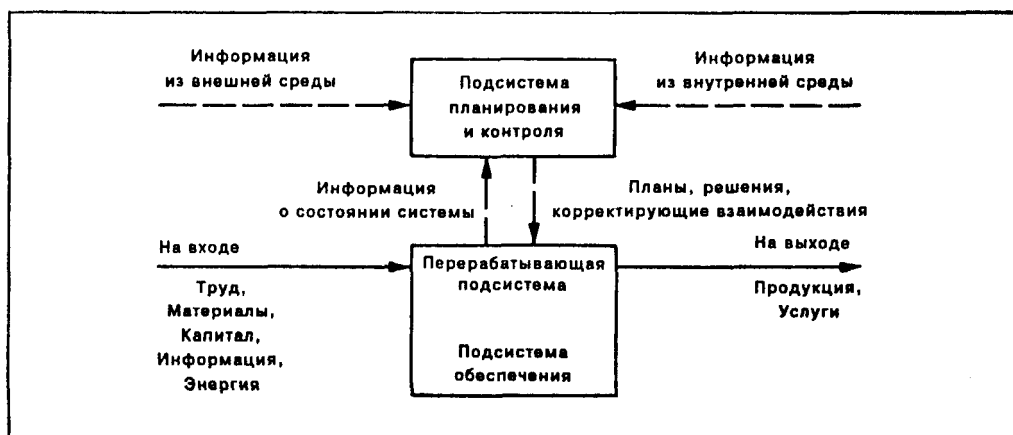 Информация
из внешней среды
Подсистема
планирования
и контроля
Информация
из внутренней среды
Информация
о состоянии системы
Планы, решения,
корректирующие взаимодействия
На входе
Труд,
Материалы,
Капитал,
Информация,
Энергия
Перерабатывающая
подсистема
Подсистема
обеспечения
На выходе
Продукция,
Услуги